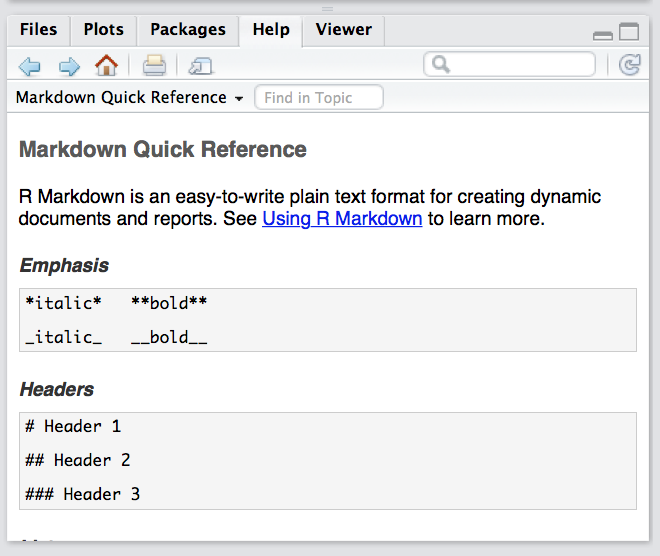 Files Plots Packages Help Viewer
Markdown Quick Reference Find in Topic
Markdown Quick Reference
R Markdown is an easy-to-write plain text format for creating dynamic
documents and reports. See Using R Markdown to learn more.
Emphasis
*italic*   **bold**
_italic_   __bold__
Headers
# Header 1
## Header 2
### Header 3